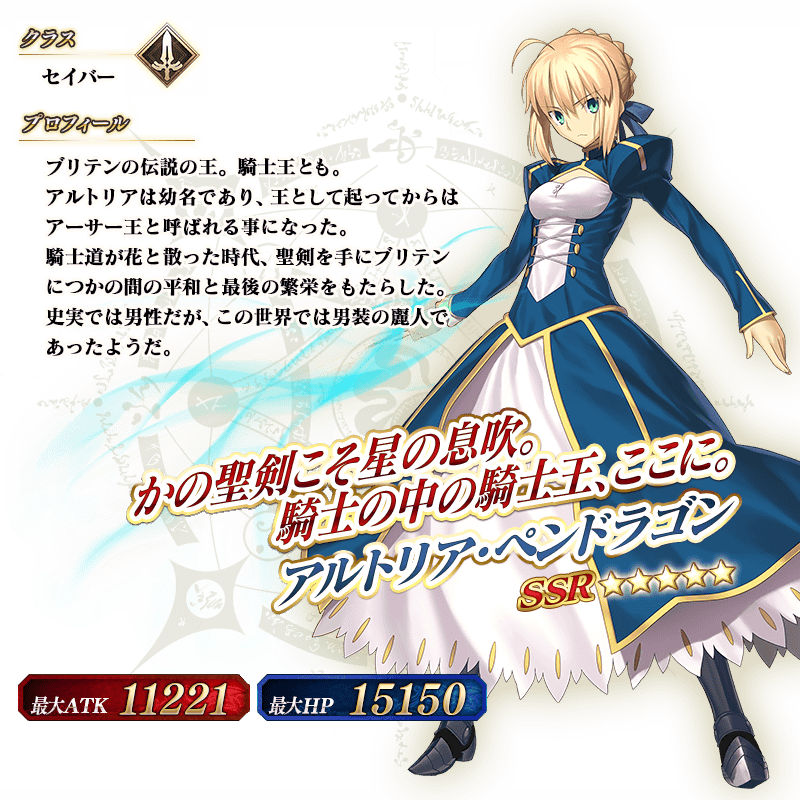 クラス
セイバー
プロフィール
ブリテンの伝説の王。騎士王とも。
アルトリアは幼名であり、王として起ってからは
アーサー王と呼ばれる事になった。
騎士道が花と散った時代、聖剣を手にブリテン
につかの間の平和と最後の繁栄をもたらした。
史実では男性だが、この世界では男装の麗人で
あったようだ。
かの聖剣こそ星の息吹。
騎士の中の騎士王、ここに。
アルトリア・ペンドラゴン
SSR ★★★★★
最大ATK 11221
最大HP 15150